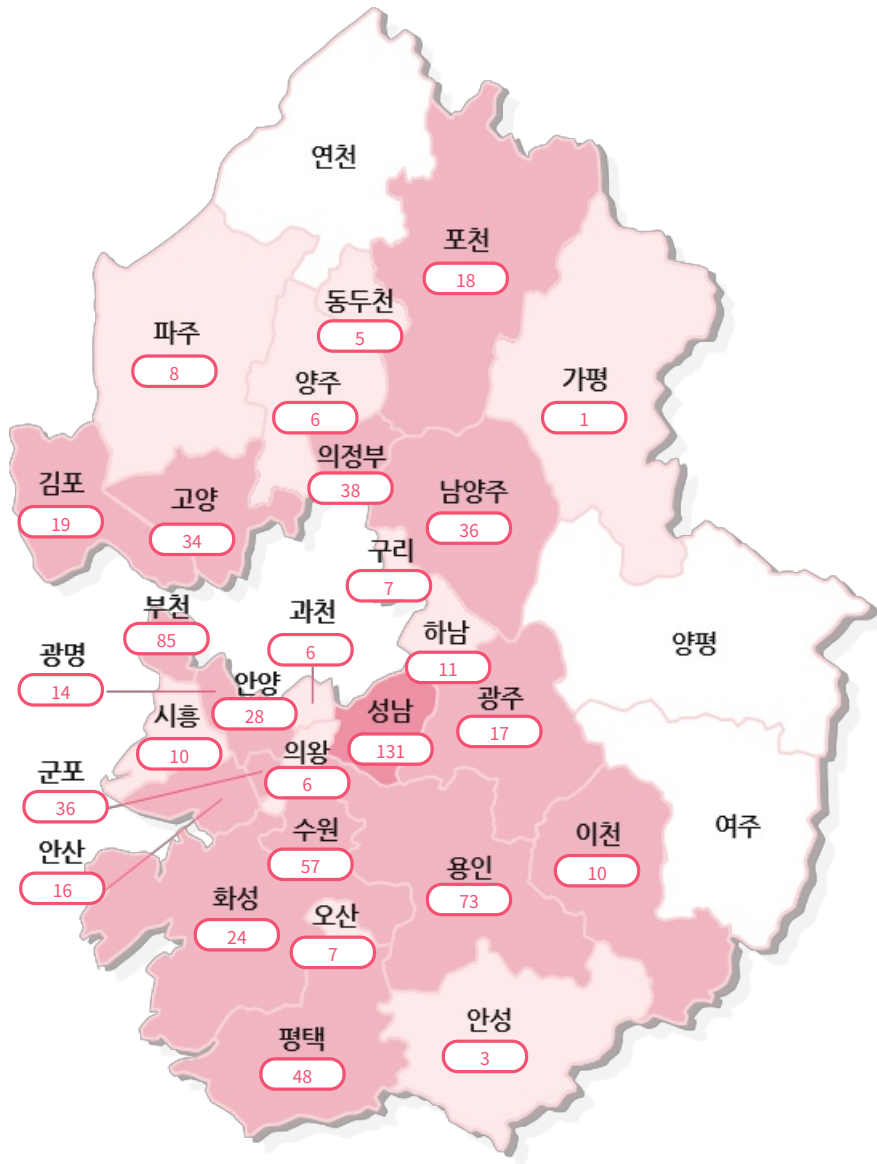 연천
포천
18
동두천
5
파주
8
양주
6
가평
1
의정부
38
김포
19
고양
34
남양주
36
구리
7
부천
85
과천
6
하남
11
양평
광명
14
안양
28
시흥
10
성남
131
광주
17
의왕
6
군포
36
수원
57
이천
10
여주
안산
16
용인
73
화성
24
오산
7
안성
3
평택
48